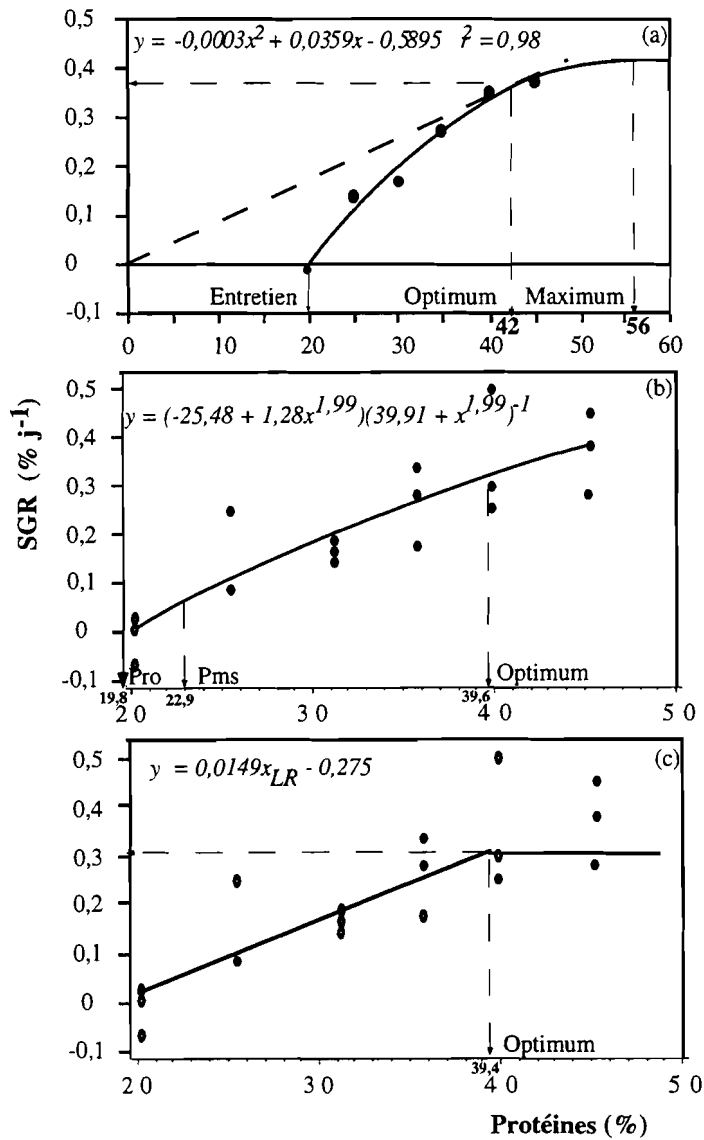 (a)
y = -0,0003x² + 0,0359x - 0,5895 r² = 0,98
0,5
0,4
0,3
0,2
0,1
0
-0,1
Entretien Optimum Maximum
42 56
0 10 20 30 40 50 60
(b)
y = (-25,48 + 1,28x^1,99)(39,91 + x^1,99)^-1
0,5
0,4
0,3
0,2
0,1
0
-0,1
Pro Pms Optimum
19,8 22,9 39,6
20 30 40 50
SGR (% j-1)
(c)
y = 0,0149xLR - 0,275
0,5
0,4
0,3
0,2
0,1
0
-0,1
Optimum
39,4
20 30 40 50
Protéines (%)